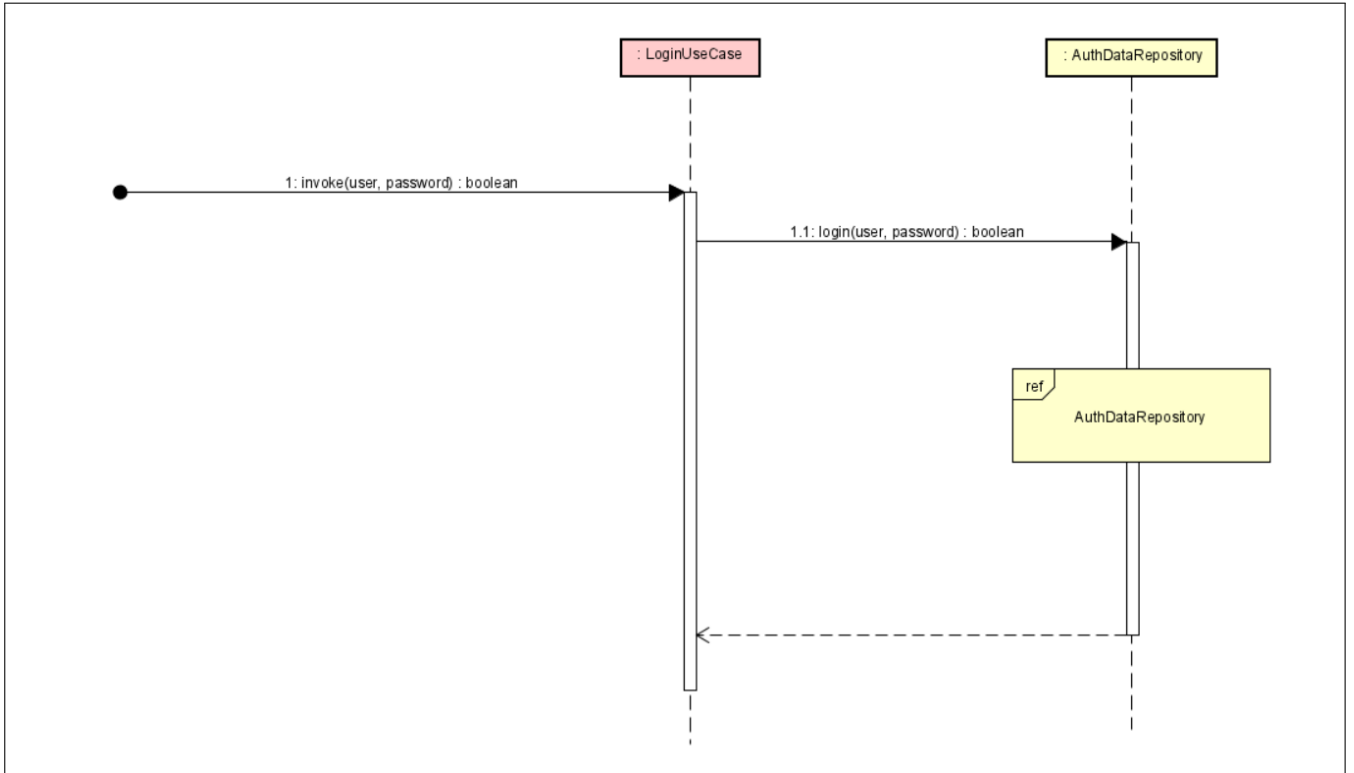 : LoginUseCase
: AuthDataRepository
1: invoke(user, password) : boolean
1.1: login(user, password) : boolean
ref
AuthDataRepository